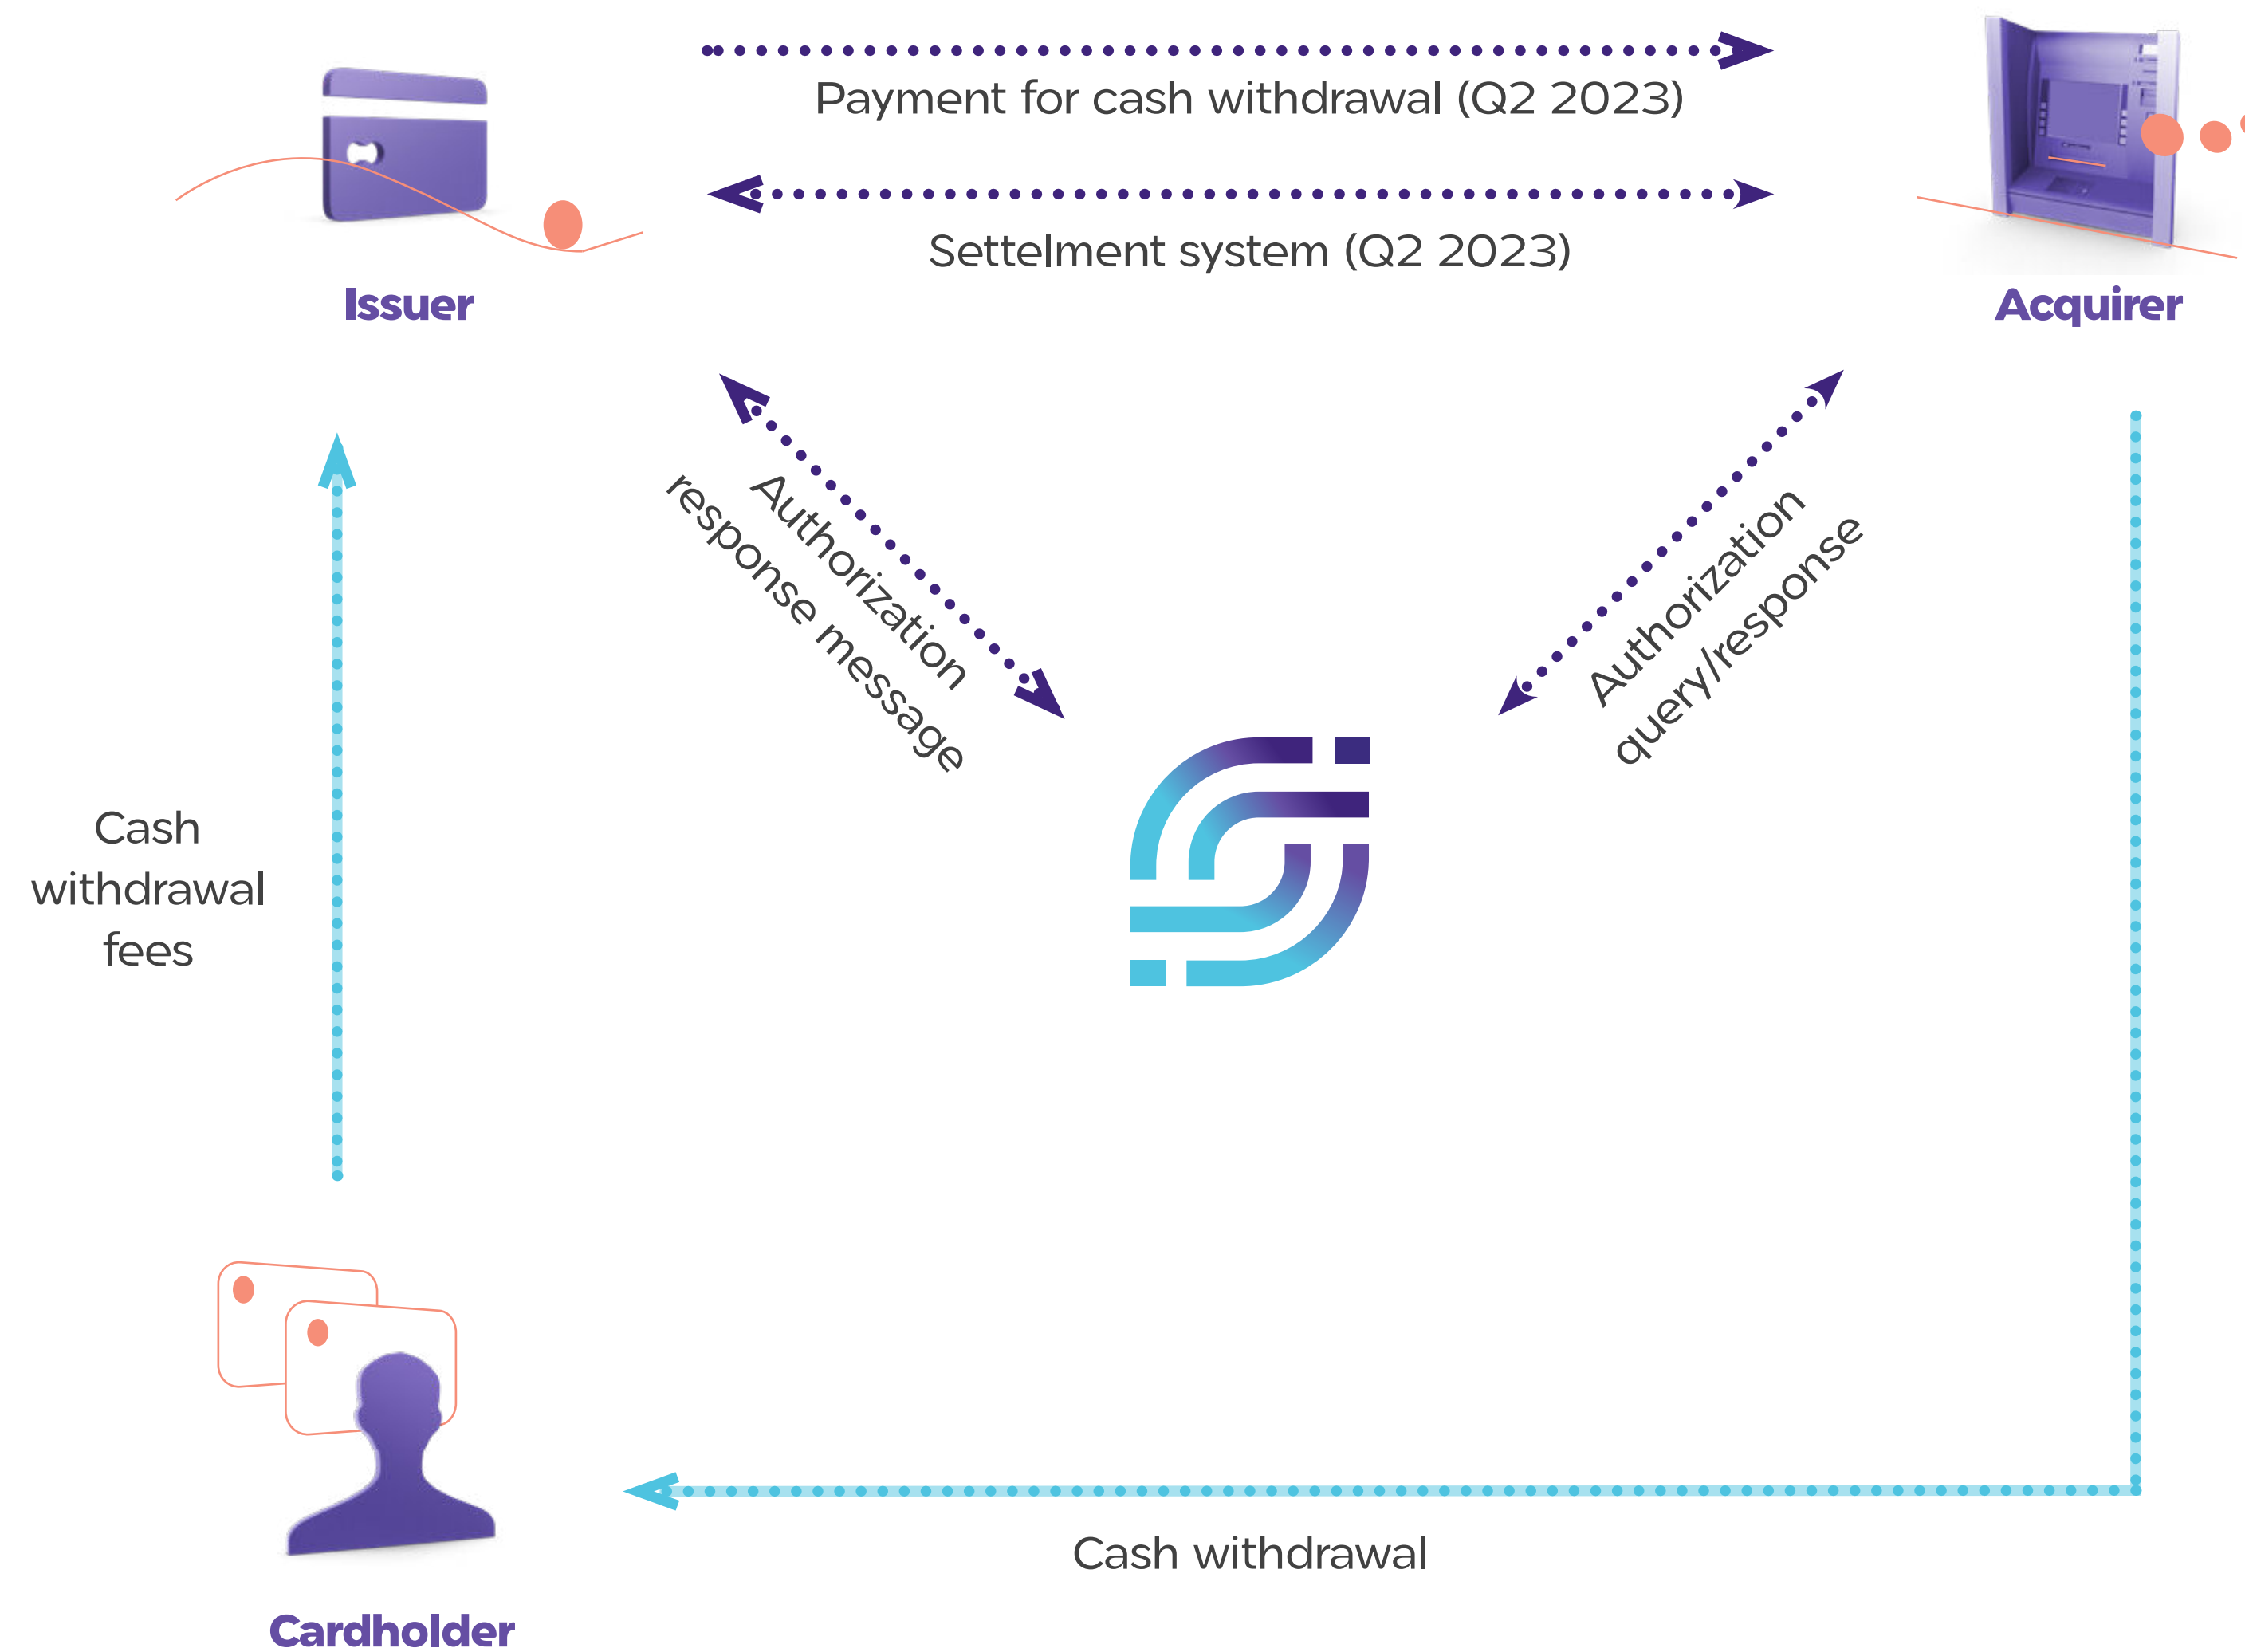 Payment for cash withdrawal (Q2 2023)
Settelment system (Q2 2023)
Issuer
Acquirer
Authorization
response message
Authorization
query/response
Cash
withdrawal
fees
Cash withdrawal
Cardholder